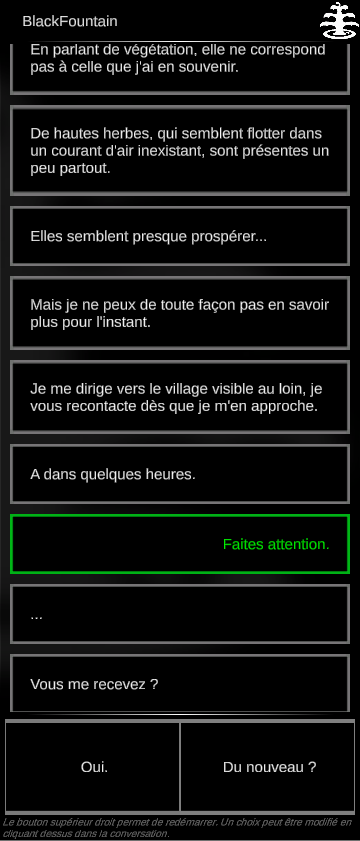 BlackFountain
En parlant de végétation, elle ne correspond
pas à celle que j'ai en souvenir.
De hautes herbes, qui semblent flotter dans
un courant d'air inexistant, sont présentes un
peu partout.
Elles semblent presque prospérer...
Mais je ne peux de toute façon pas en savoir
plus pour l'instant.
Je me dirige vers le village visible au loin, je
vous recontacte dès que je m'en approche.
A dans quelques heures.
Faites attention.
...
Vous me recevez ?
Oui.
Du nouveau ?
Le bouton supérieur droit permet de redémarrer. Un choix peut être modifié en
cliquant dessus dans la conversation.